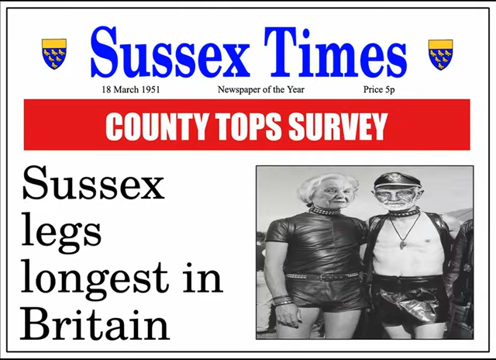 Sussex Times
18 March 1951 Newspaper of the Year Price 5p
COUNTY TOPS SURVEY
Sussex
legs
longest in
Britain